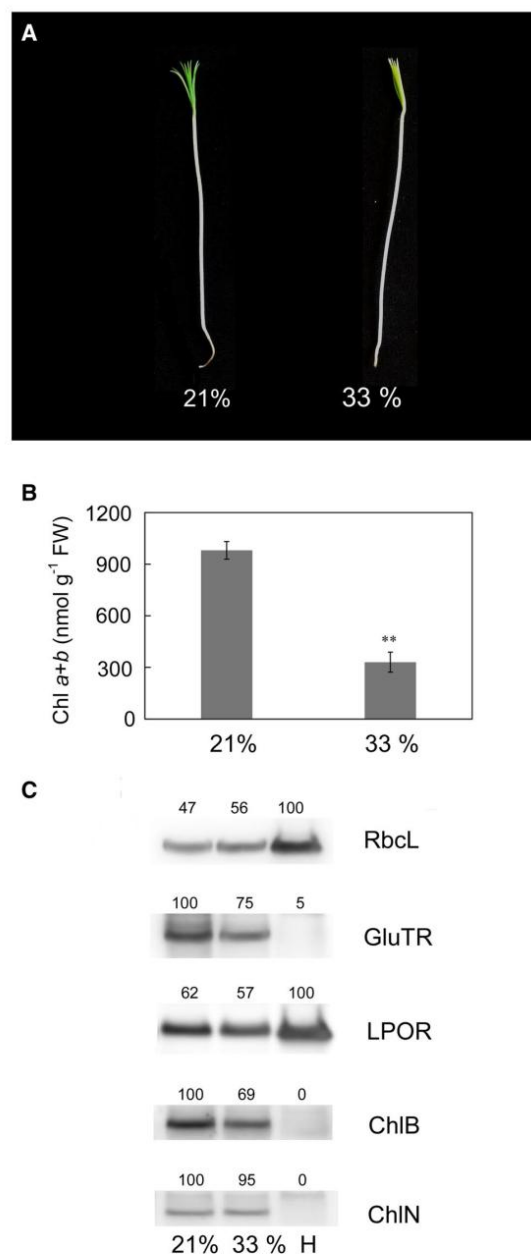 A
21%
33 %
B
Chl a+b (nmol g-1 FW)
1200
900
600
300
0
**
21%
33 %
C
47 56 100
RbcL
100 75 5
GluTR
62 57 100
LPOR
100 69 0
ChlB
100 95 0
ChlN
21% 33 % H